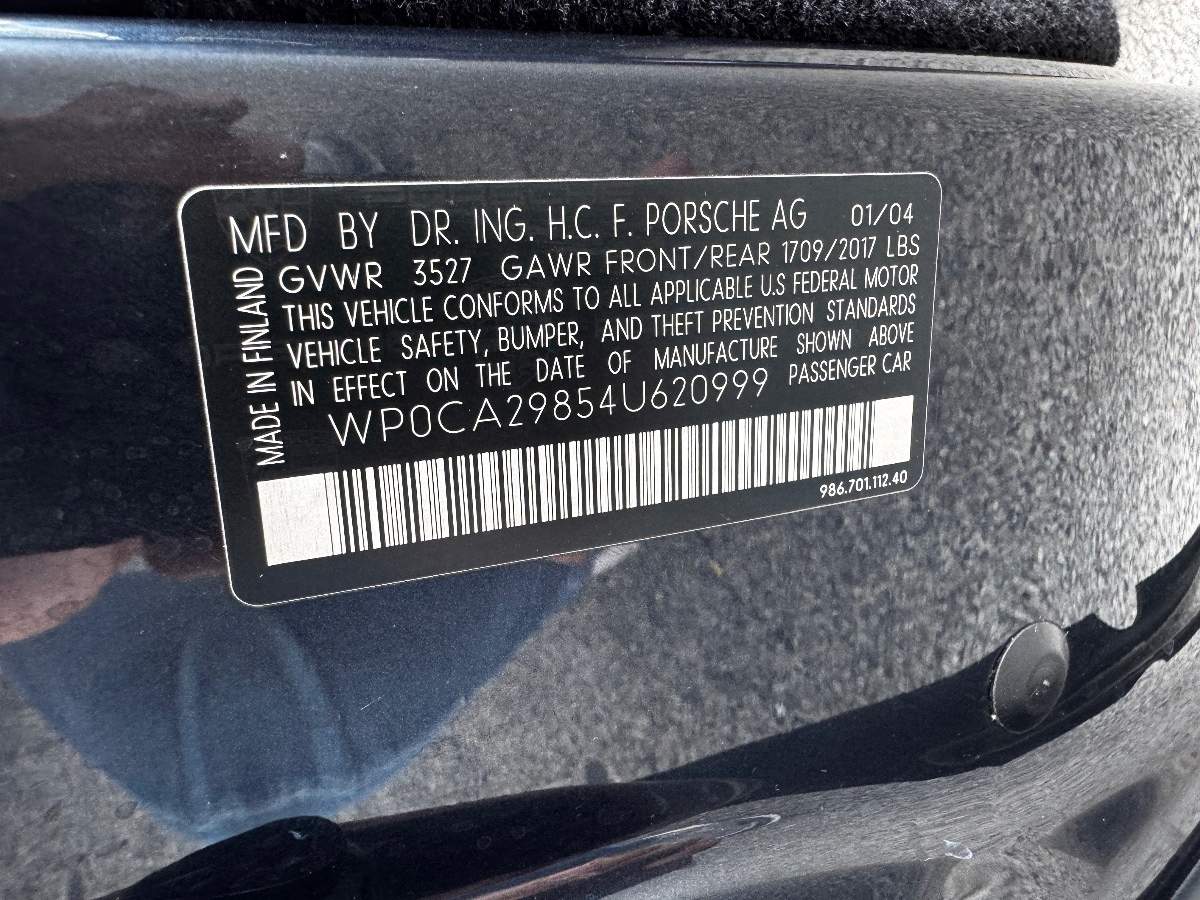 MFD BY DR. ING. H.C. F. PORSCHE AG 01/04
GVWR 3527 GAWR FRONT/REAR 1709/2017 LBS
THIS VEHICLE CONFORMS TO ALL APPLICABLE U.S FEDERAL MOTOR
VEHICLE SAFETY, BUMPER, AND THEFT PREVENTION STANDARDS
IN EFFECT ON THE DATE OF MANUFACTURE SHOWN ABOVE
WP0CA29854U620999 PASSENGER CAR
MADE IN FINLAND
986.701.112.40